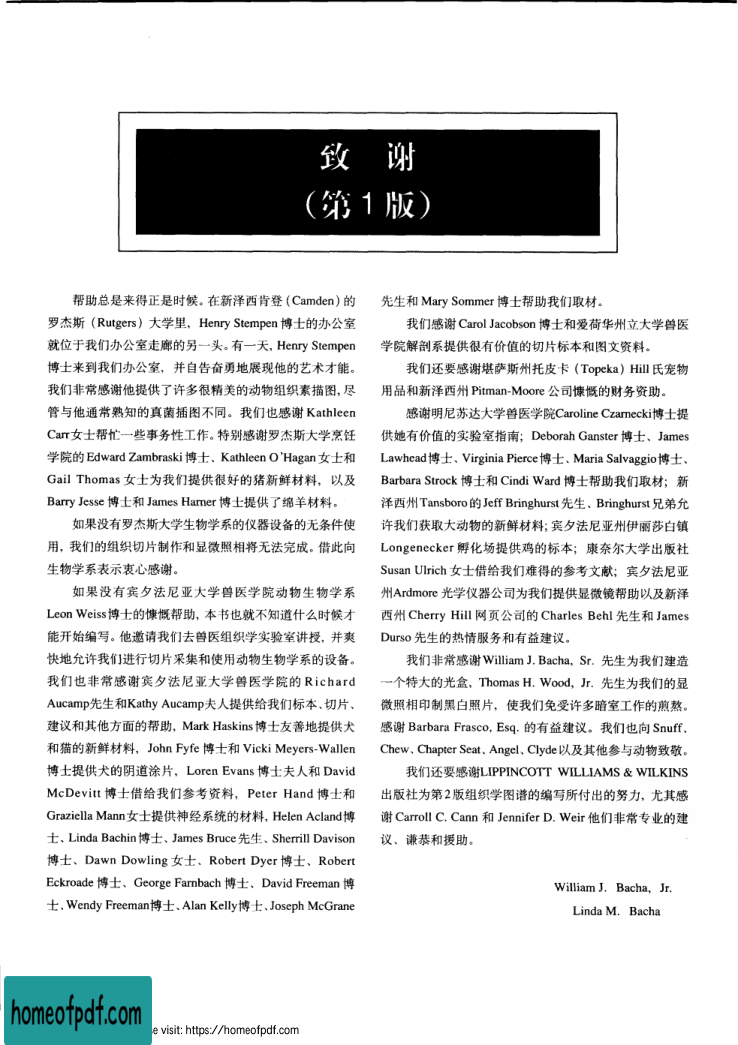 致 谢
（第1版）
帮助总是来得正是时候。在新泽西肯登（Camden）的
罗杰斯（Rutgers）大学里，Henry Stempen 博士的办公室
就位于我们办公室走廊的另一头。有一天，Henry Stempen
博士来到我们办公室，并自告奋勇地展现他的艺术才能。
我们非常感谢他提供了许多很精美的动物组织素描图，尽
管与他通常熟知的真菌插图不同。我们也感谢 Kathleen
Carr女士帮忙一些事务性工作。特别感谢罗杰斯大学烹饪
学院的 Edward Zambraski 博士、Kathleen O'Hagan 女士和
Gail Thomas 女士为我们提供很好的猪新鲜材料，以及
Barry Jesse 博士和 James Harner 博士提供了绵羊材料。
如果没有罗杰斯大学生物学系的仪器设备的无条件使
用，我们的组织切片制作和显微照相将无法完成。借此向
生物学系表示衷心感谢。
如果没有宾夕法尼亚大学兽医学院动物生物学系
Leon Weiss博士的慷慨帮助，本书也就不知道什么时候才
能开始编写。他邀请我们去兽医组织学实验室讲授，并爽
快地允许我们进行切片采集和使用动物生物学系的设备。
我们也非常感谢宾夕法尼亚大学兽医学院的 Richard
Aucamp先生和Kathy Aucamp夫人提供给我们标本、切片、
建议和其他方面的帮助，Mark Haskins博士友善地提供犬
和猫的新鲜材料，John Fyfe 博士和 Vicki Meyers-Wallen
博士提供犬的阴道涂片，Loren Evans 博士夫人和 David
McDevitt 博士借给我们参考资料，Peter Hand 博士和
Graziella Mann女士提供神经系统的材料，Helen Acland博
士、Linda Bachin博士、James Bruce先生、Sherrill Davison
博士、Dawn Dowling 女士、Robert Dyer 博士、Robert
Eckroade 博士、George Farnbach 博士、David Freeman 博
士、Wendy Freeman博士、Alan Kelly博士、Joseph McGrane
先生和 Mary Sommer 博士帮助我们取材。
我们感谢 Carol Jacobson 博士和爱荷华州立大学兽医
学院解剖系提供很有价值的切片标本和图文资料。
我们还要感谢堪萨斯州托皮卡（Topeka）Hill 氏宠物
用品和新泽西州 Pitman-Moore 公司慷慨的财务资助。
感谢明尼苏达大学兽医学院Caroline Czarnecki博士提
供她有价值的实验室指南；Deborah Ganster 博士、James
Lawhead博士、Virginia Pierce博士、Maria Salvaggio博士、
Barbara Strock 博士和 Cindi Ward 博士帮助我们取材；新
泽西州Tansboro的Jeff Bringhurst先生、Bringhurst兄弟允
许我们获取大动物的新鲜材料；宾夕法尼亚州伊丽莎白镇
Longenecker 孵化场提供鸡的标本；康奈尔大学出版社
Susan Ulrich 女士借给我们难得的参考文献；宾夕法尼亚
州Ardmore 光学仪器公司为我们提供显微镜帮助以及新泽
西州 Cherry Hill 网页公司的 Charles Behl 先生和 James
Durso 先生的热情服务和有益建议。
我们非常感谢William J. Bacha，Sr. 先生为我们建造
一个特大的光盒，Thomas H. Wood，Jr. 先生为我们的显
微照相印制黑白照片，使我们免受许多暗室工作的煎熬。
感谢 Barbara Frasco, Esq. 的有益建议。我们也向 Snuff、
Chew、Chapter Seat、Angel、Clyde以及其他参与动物致敬。
我们还要感谢LIPPINCOTT WILLIAMS & WILKINS
出版社为第2版组织学图谱的编写所付出的努力，尤其感
谢 Carroll C. Cann 和 Jennifer D. Weir 他们非常专业的建
议、谦恭和援助。
William J. Bacha，Jr.
Linda M. Bacha
homeofpdf.com
e visit: https://homeofpdf.com